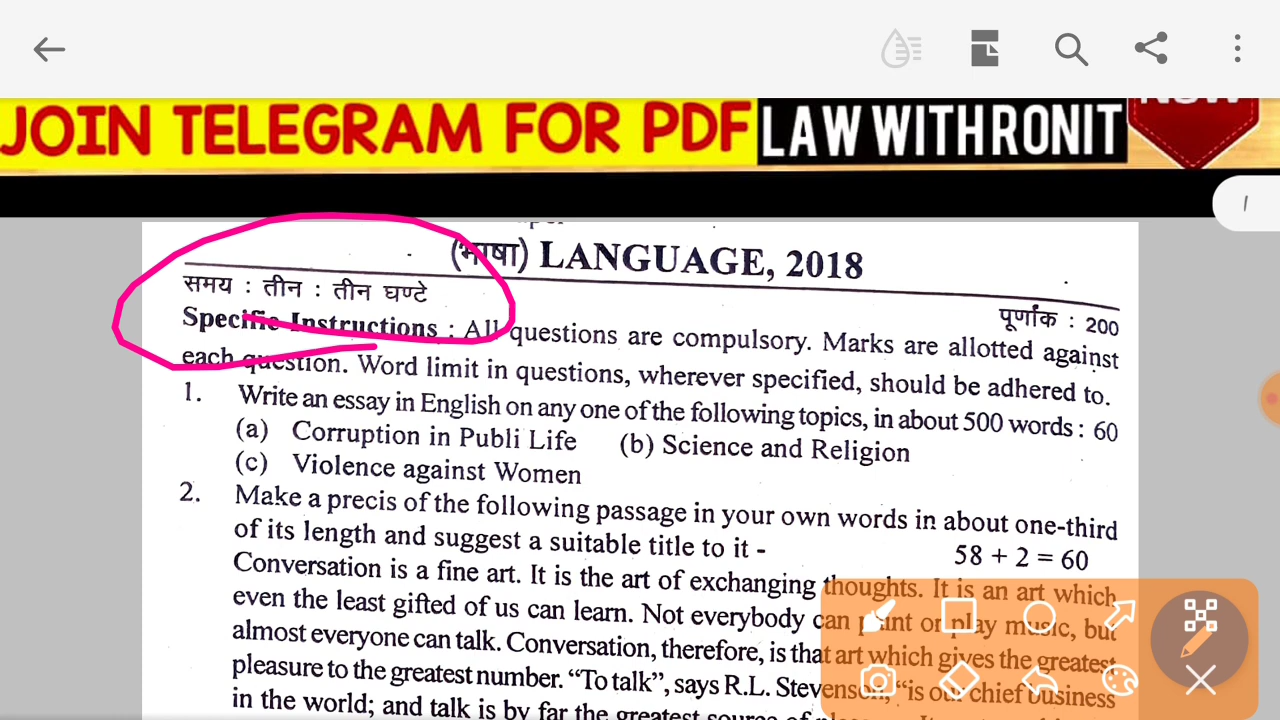 JOIN TELEGRAM FOR PDF LAW WITHRONIT
1
(भाषा) LANGUAGE, 2018
समय : तीन : तीन घण्टे
पूर्णांक : 200
Specific Instructions : All questions are compulsory. Marks are allotted against
each question. Word limit in questions, wherever specified, should be adhered to.
1. Write an essay in English on any one of the following topics, in about 500 words : 60
(a) Corruption in Publi Life (b) Science and Religion
(c) Violence against Women
2. Make a precis of the following passage in your own words in about one-third
of its length and suggest a suitable title to it -
58 + 2 = 60
Conversation is a fine art. It is the art of exchanging thoughts. It is an art which
even the least gifted of us can learn. Not everybody can paint or play music, but
almost everyone can talk. Conversation, therefore, is that art which gives the greatest
pleasure to the greatest number. “To talk”, says R.L. Stevenson, “is our chief business
in the world; and talk is by far the greatest